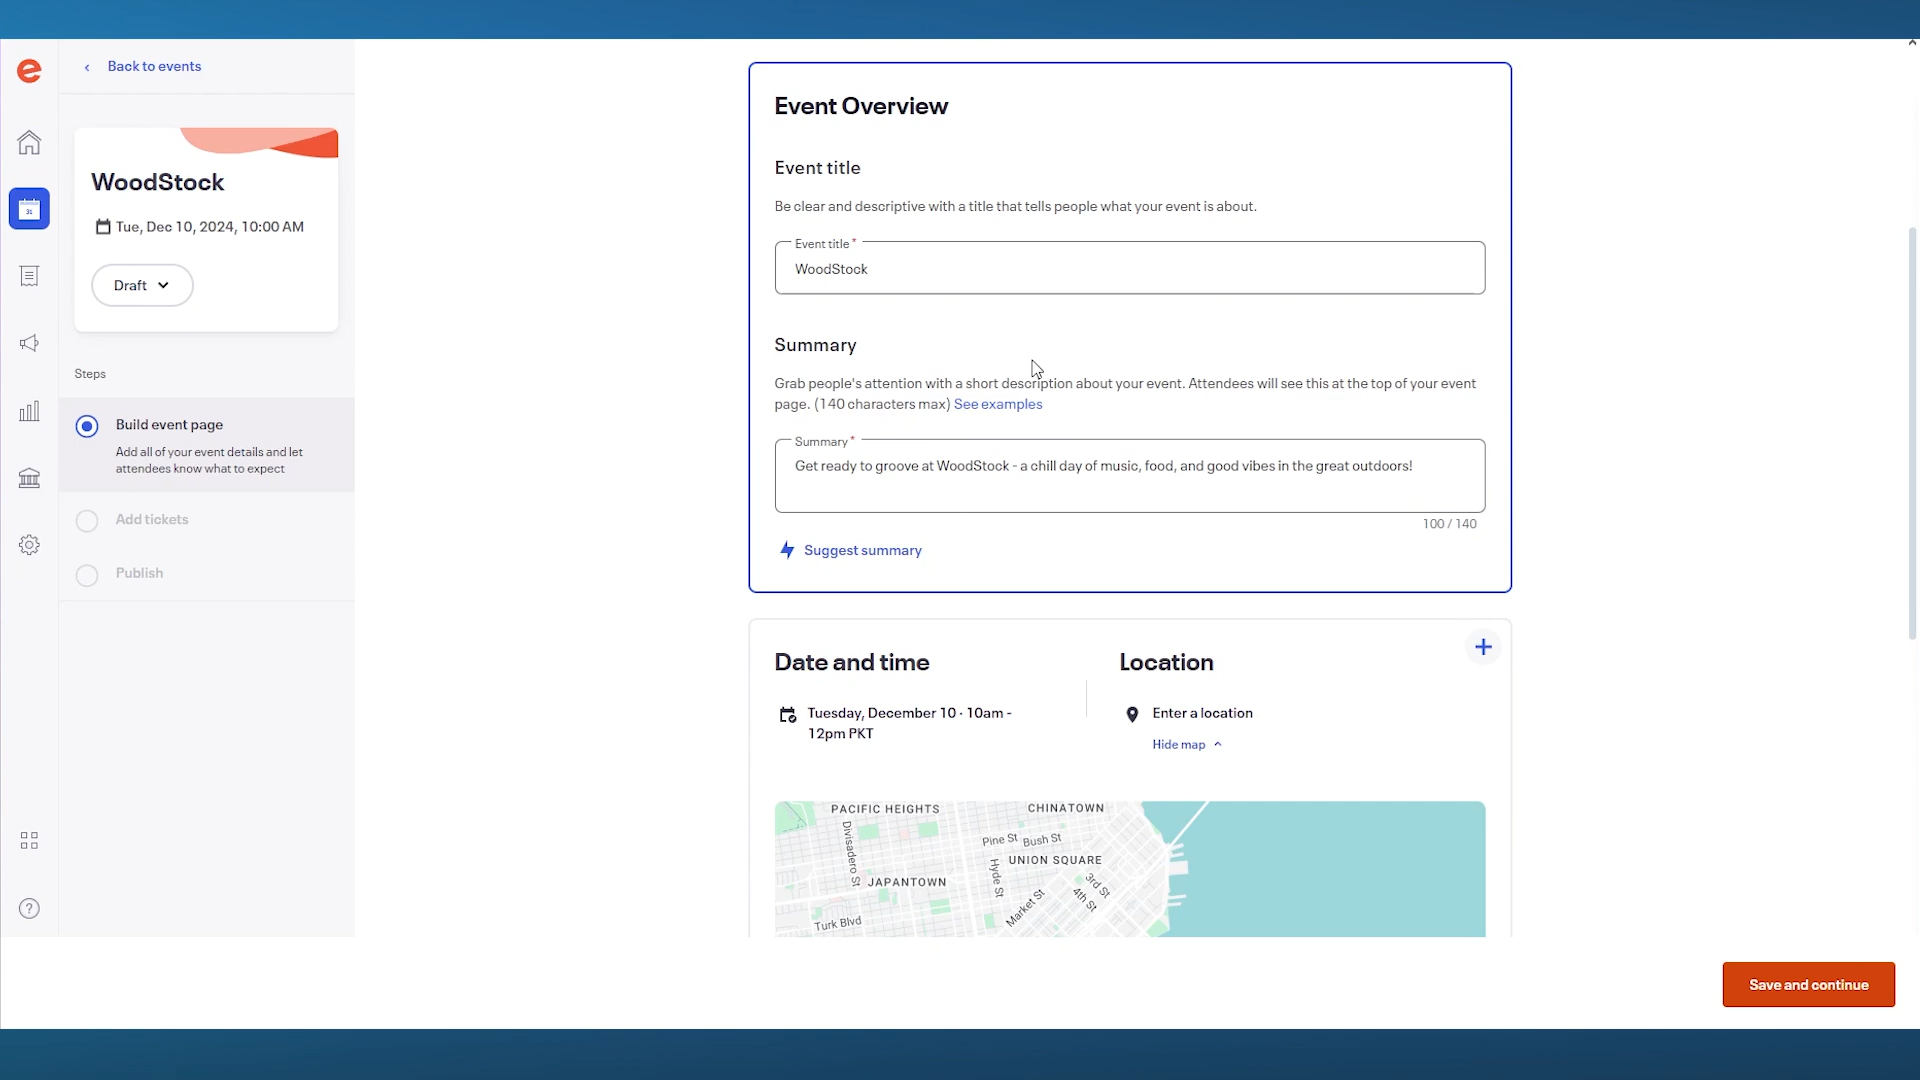 Back to events
WoodStock
Tue, Dec 10, 2024, 10:00 AM
Draft
Steps
Build event page
Add all of your event details and let
attendees know what to expect
Add tickets
Publish
Event Overview
Event title
Be clear and descriptive with a title that tells people what your event is about.
Event title *
WoodStock
Summary
Grab people's attention with a short description about your event. Attendees will see this at the top of your event
page. (140 characters max) See examples
Summary *
Get ready to groove at WoodStock - a chill day of music, food, and good vibes in the great outdoors!
100 / 140
Suggest summary
Date and time
Tuesday, December 10 · 10am -
12pm PKT
Location
Enter a location
Hide map
PACIFIC HEIGHTS
CHINATOWN
Divisadero St
Pine St
Bush St
UNION SQUARE
Hyde St
JAPANTOWN
3rd St
4th St
Market St
Turk Blvd
Save and continue
31